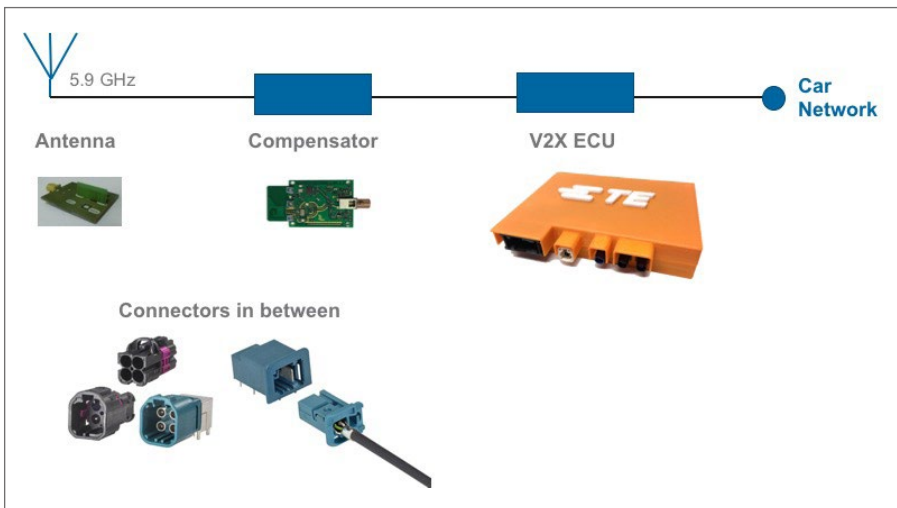 5.9 GHz
Car
Network
Antenna
Compensator
V2X ECU
TE
Connectors in between